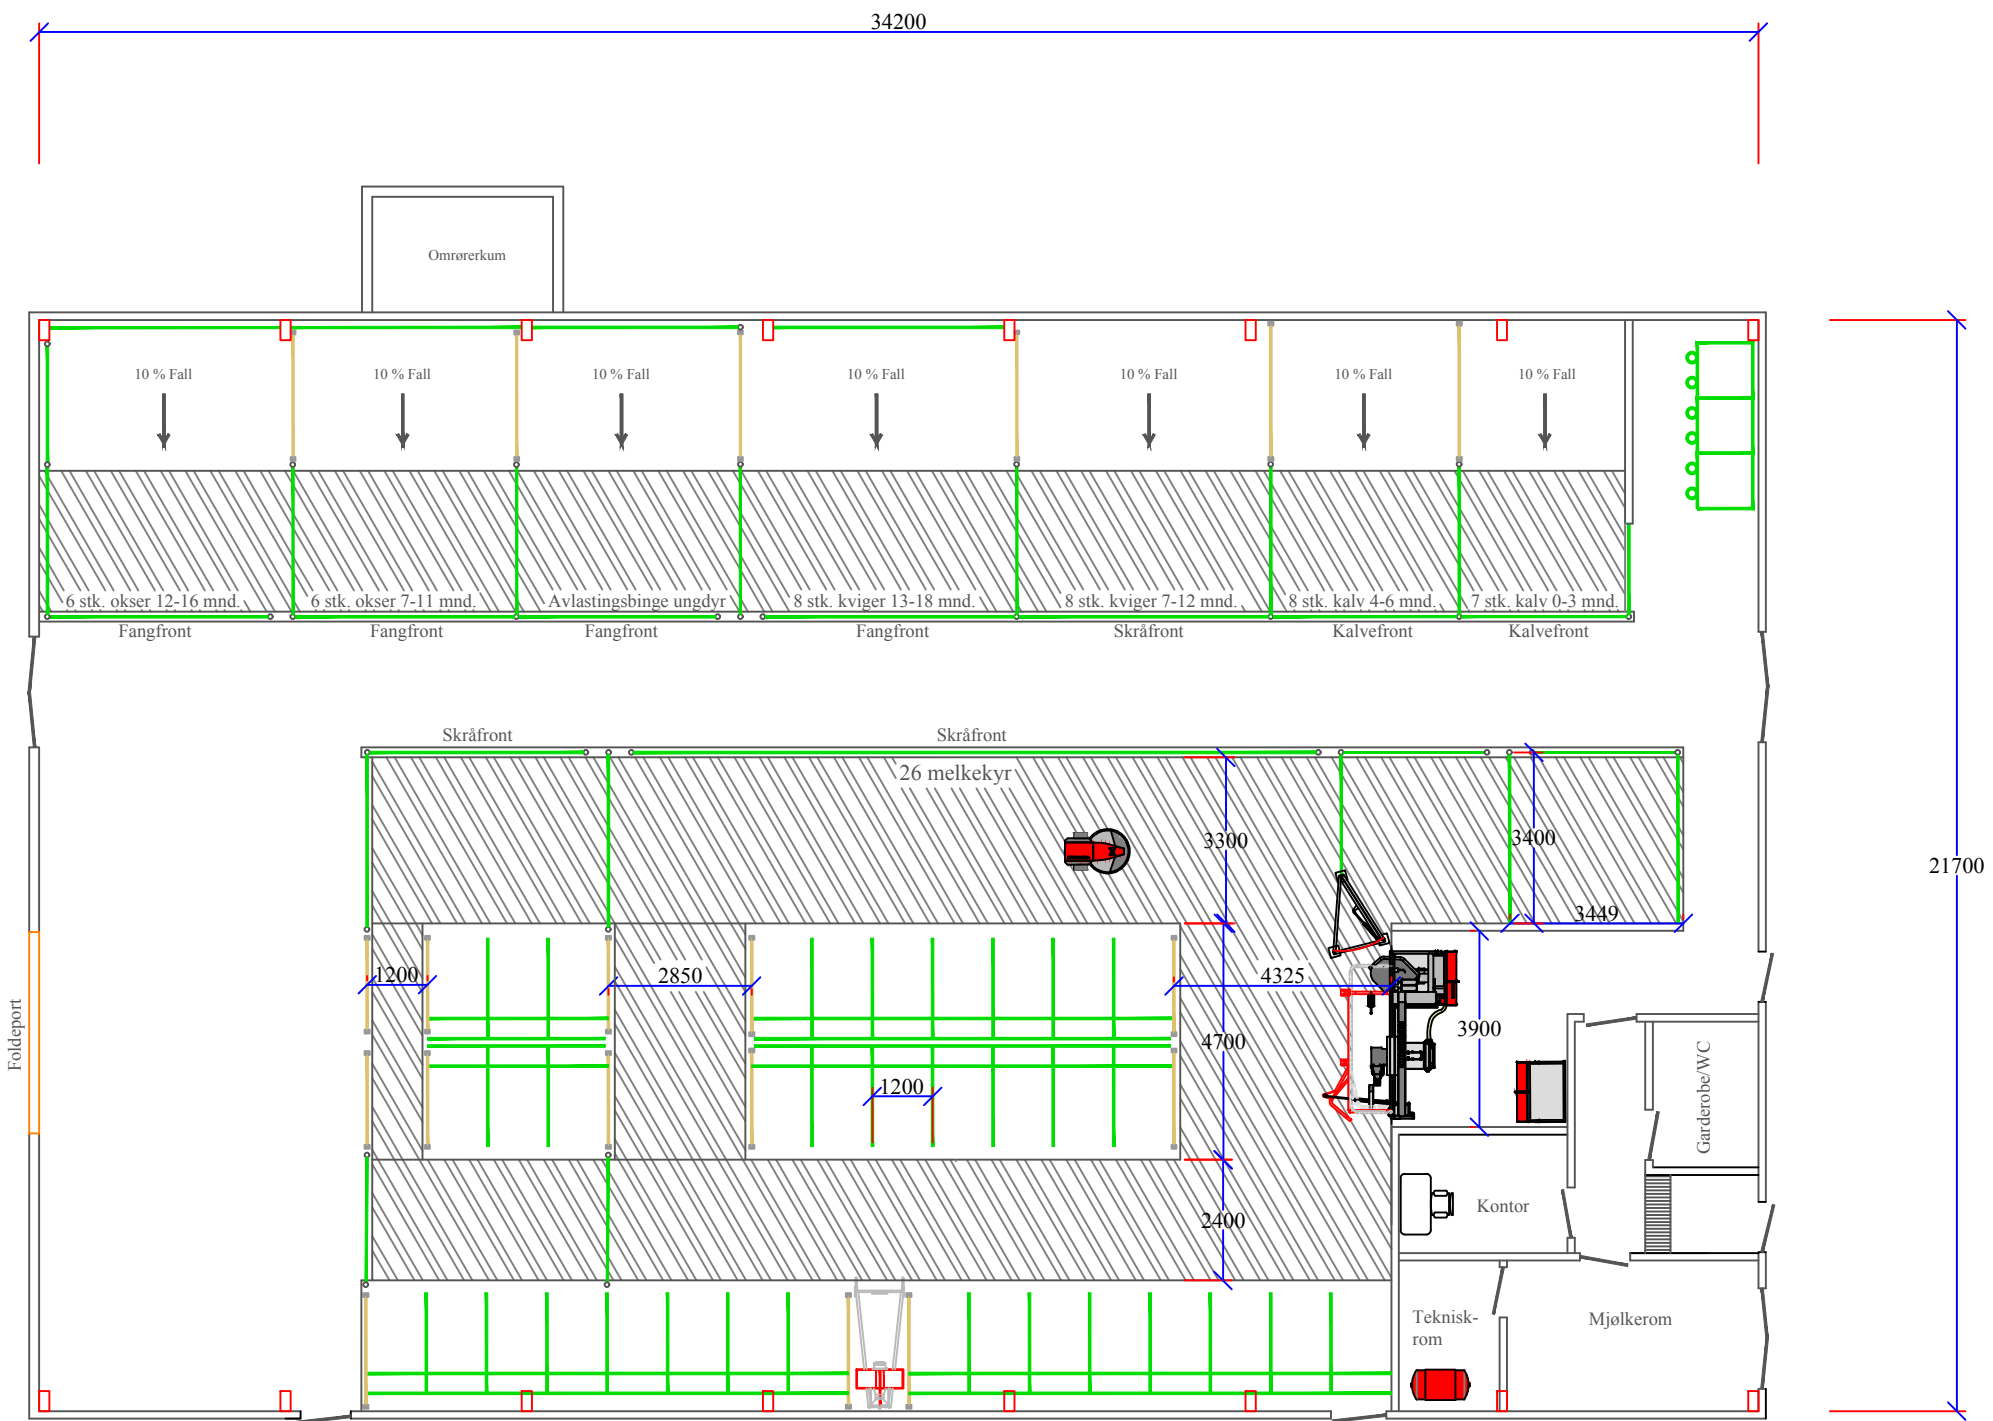 34200
Omrørerkum
10 % Fall
10 % Fall
10 % Fall
10 % Fall
10 % Fall
10 % Fall
10 % Fall
6 stk. okser 12-16 mnd.
6 stk. okser 7-11 mnd.
Avlastingsbinge ungdyr
8 stk. kviger 13-18 mnd.
8 stk. kviger 7-12 mnd.
8 stk. kalv 4-6 mnd.
7 stk. kalv 0-3 mnd.
Fangfront
Fangfront
Fangfront
Fangfront
Skråfront
Kalvefront
Kalvefront
Skråfront
Skråfront
26 melkekyr
3300
3400
21700
3449
1200
2850
4325
Foldeport
4700
3900
Garderobe/WC
1200
2400
Kontor
Teknisk-
rom
Mjølkerom